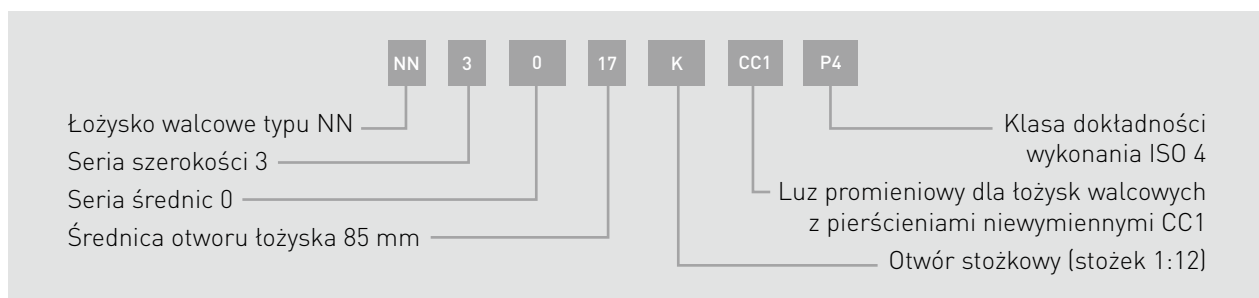 NN 3 0 17 K CC1 P4
Łożysko walcowe typu NN
Seria szerokości 3
Seria średnic 0
Średnica otworu łożyska 85 mm
Klasa dokładności
wykonania ISO 4
Luz promieniowy dla łożysk walcowych
z pierścieniami niewymiennymi CC1
Otwór stożkowy (stożek 1:12)